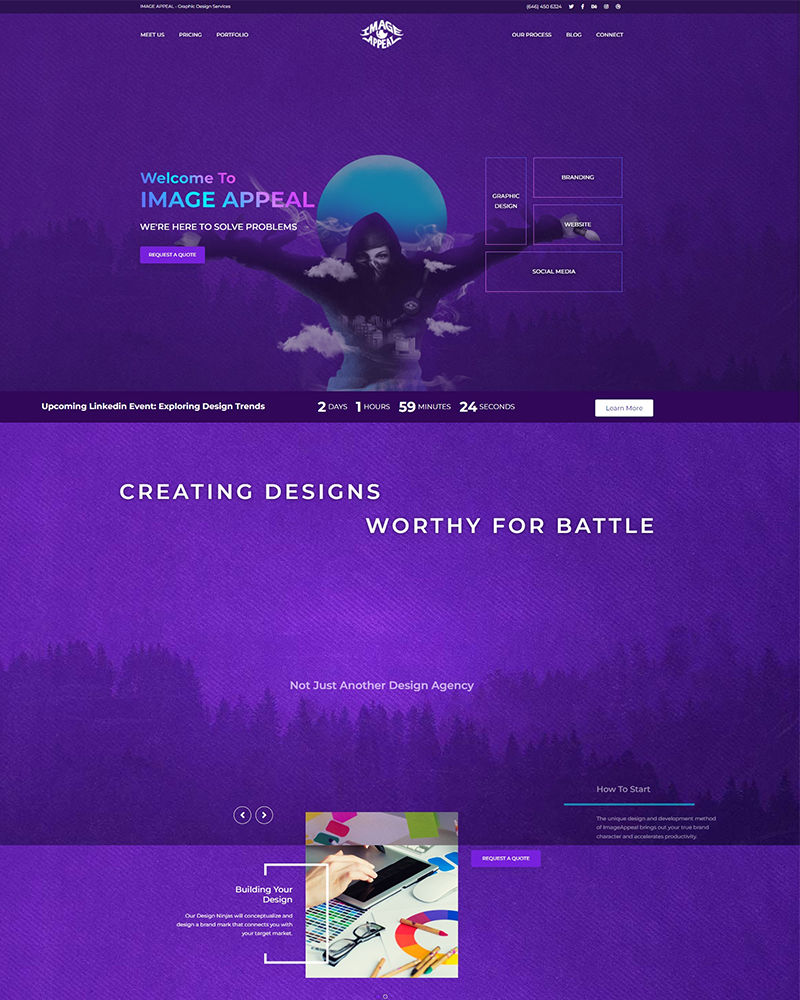 IMAGE APPEAL - Graphic Design Services
(646) 450 6324
MEET US
PRICING
PORTFOLIO
IMAGE
APPEAL
OUR PROCESS
BLOG
CONNECT
Welcome To
IMAGE APPEAL
WE'RE HERE TO SOLVE PROBLEMS
REQUEST A QUOTE
GRAPHIC
DESIGN
BRANDING
WEBSITE
SOCIAL MEDIA
Upcoming Linkedin Event: Exploring Design Trends
2 DAYS 1 HOURS 59 MINUTES 24 SECONDS
Learn More
CREATING DESIGNS
WORTHY FOR BATTLE
Not Just Another Design Agency
How To Start
The unique design and development method
of ImageAppeal brings out your true brand
character and accelerates productivity.
REQUEST A QUOTE
Building Your
Design
Our Design Ninjas will conceptualize and
design a brand mark that connects you with
your target market.